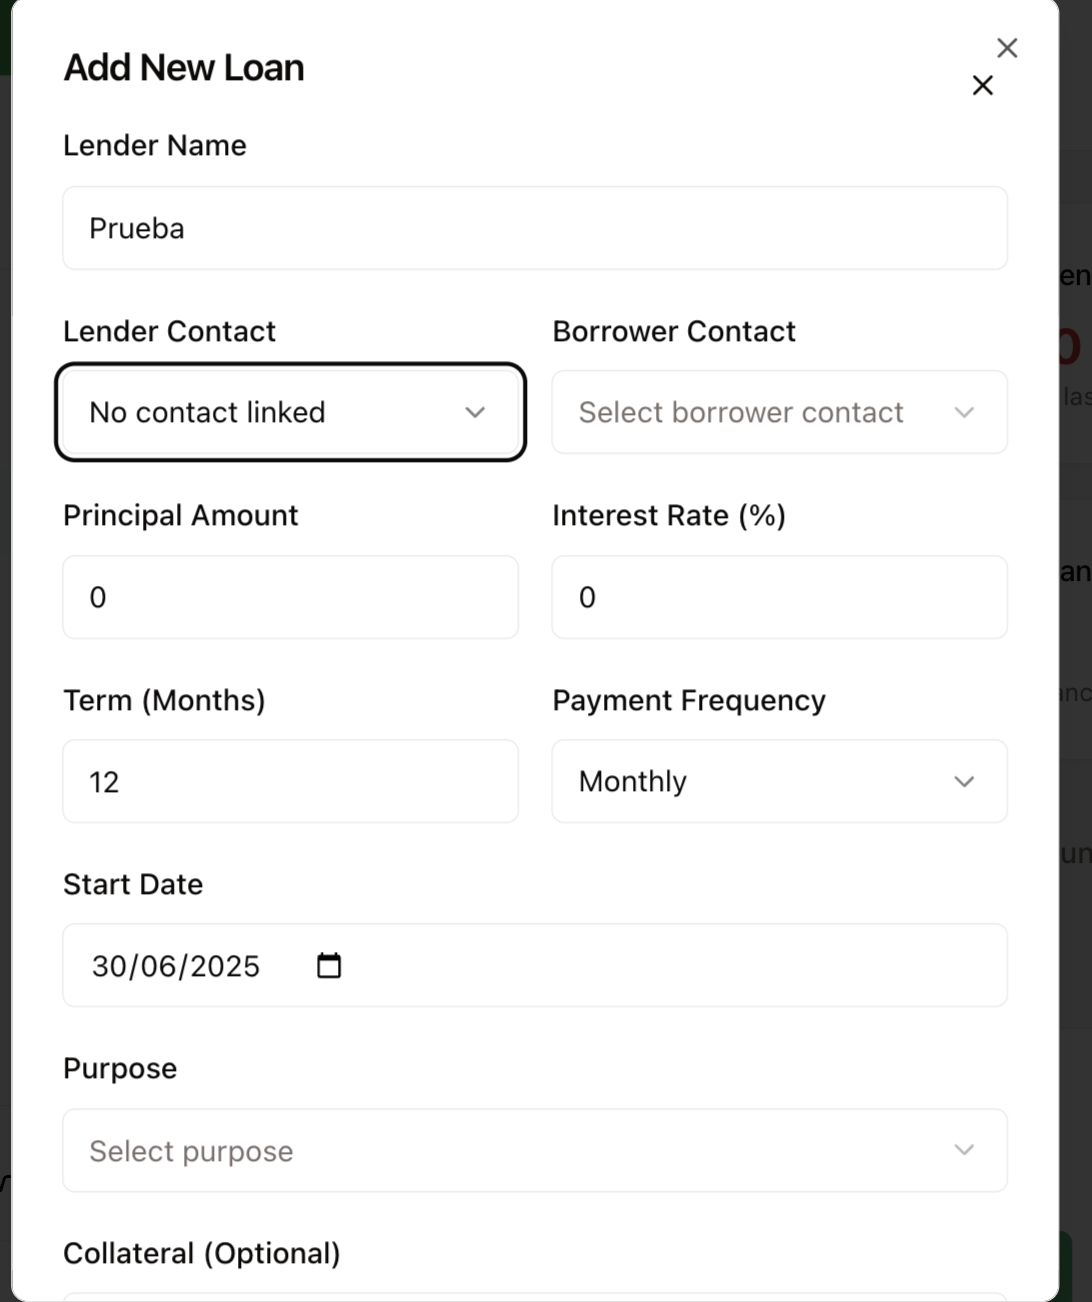 Add New Loan
Lender Name
Prueba
Lender Contact
Borrower Contact
No contact linked
Select borrower contact
Principal Amount
Interest Rate (%)
0
0
Term (Months)
Payment Frequency
12
Monthly
Start Date
30/06/2025
Purpose
Select purpose
Collateral (Optional)